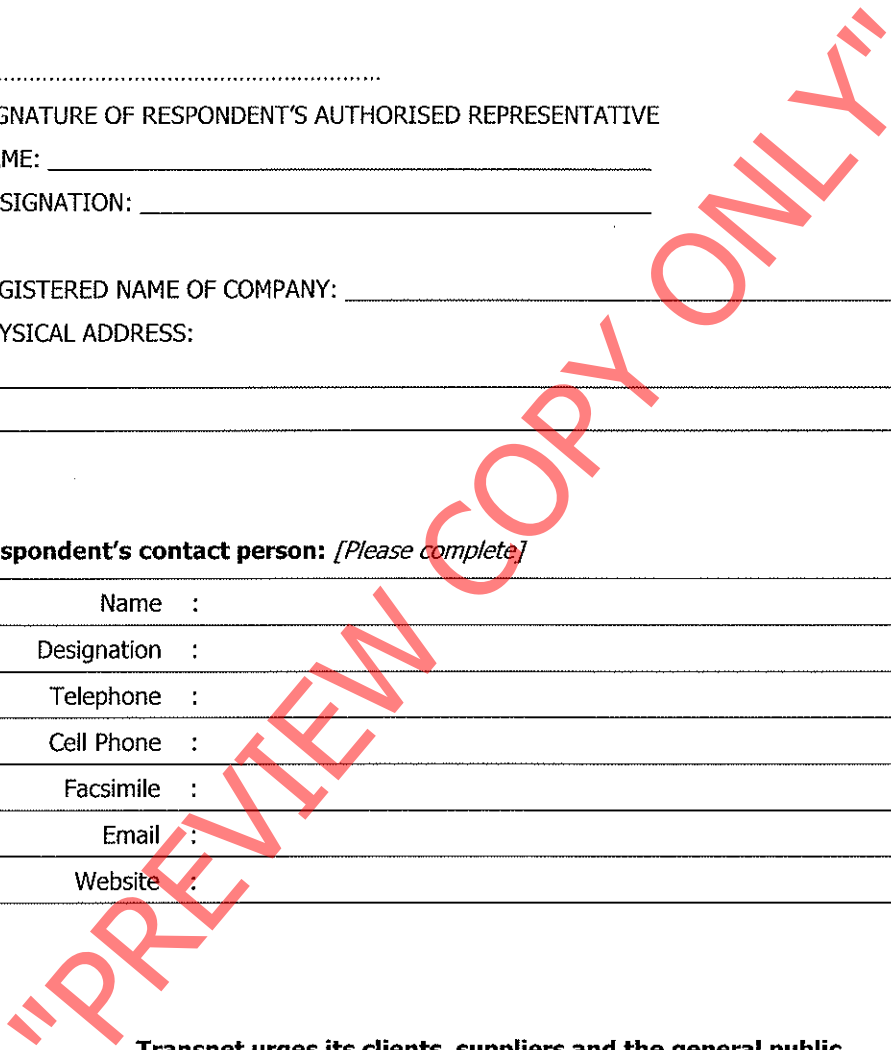 GNATURE OF RESPONDENT'S AUTHORISED REPRESENTATIVE
ME: 
SIGNATION: 
GISTERED NAME OF COMPANY: 
YSICAL ADDRESS:
spondent's contact person: [Please complete]
Name :
Designation :
Telephone :
Cell Phone :
Facsimile :
Email :
Website :
"PREVIEW COPY ONLY"
Transnet urges its clients, suppliers and the general public